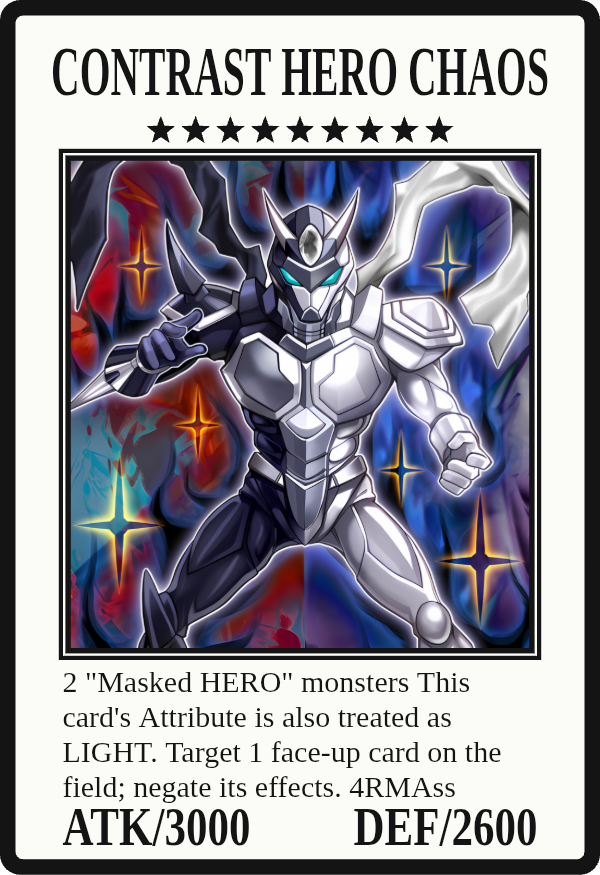 CONTRAST HERO CHAOS
2 "Masked HERO" monsters This
card's Attribute is also treated as
LIGHT. Target 1 face-up card on the
field; negate its effects. 4RMAss
ATK/3000 DEF/2600